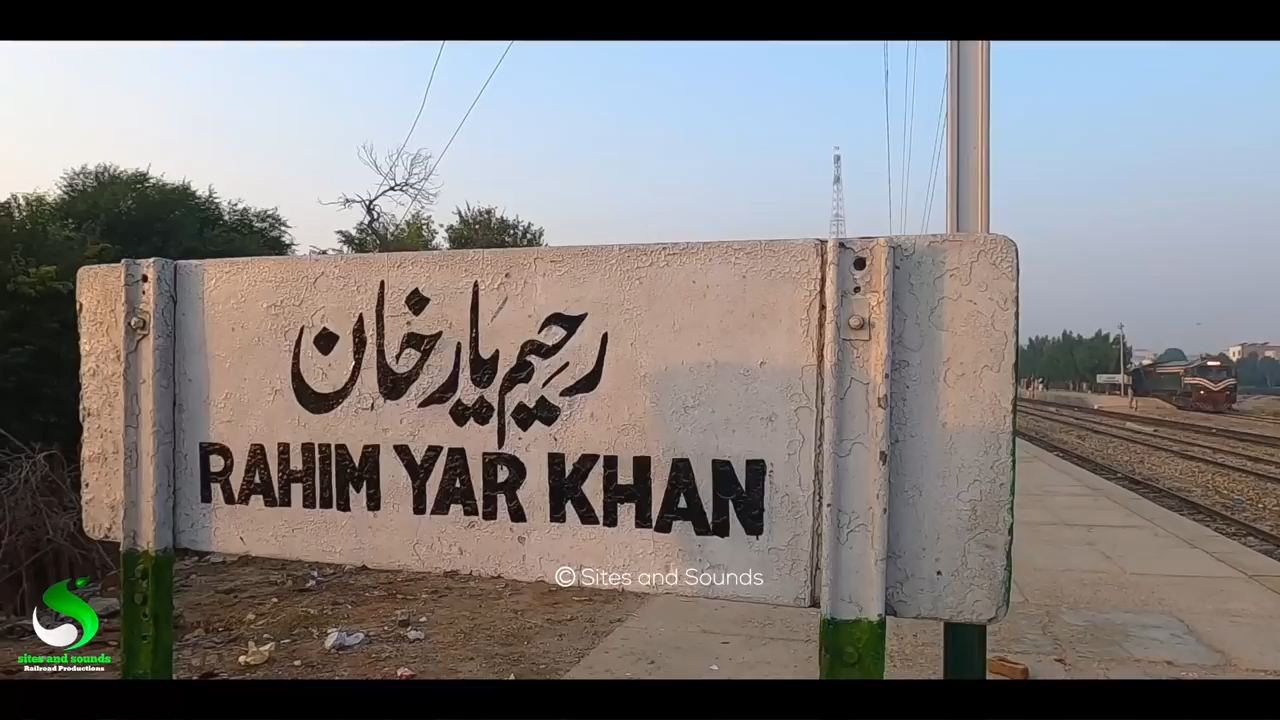 رحیم یار خان
RAHIM YAR KHAN
© Sites and Sounds
sites and sounds
Railroad Productions